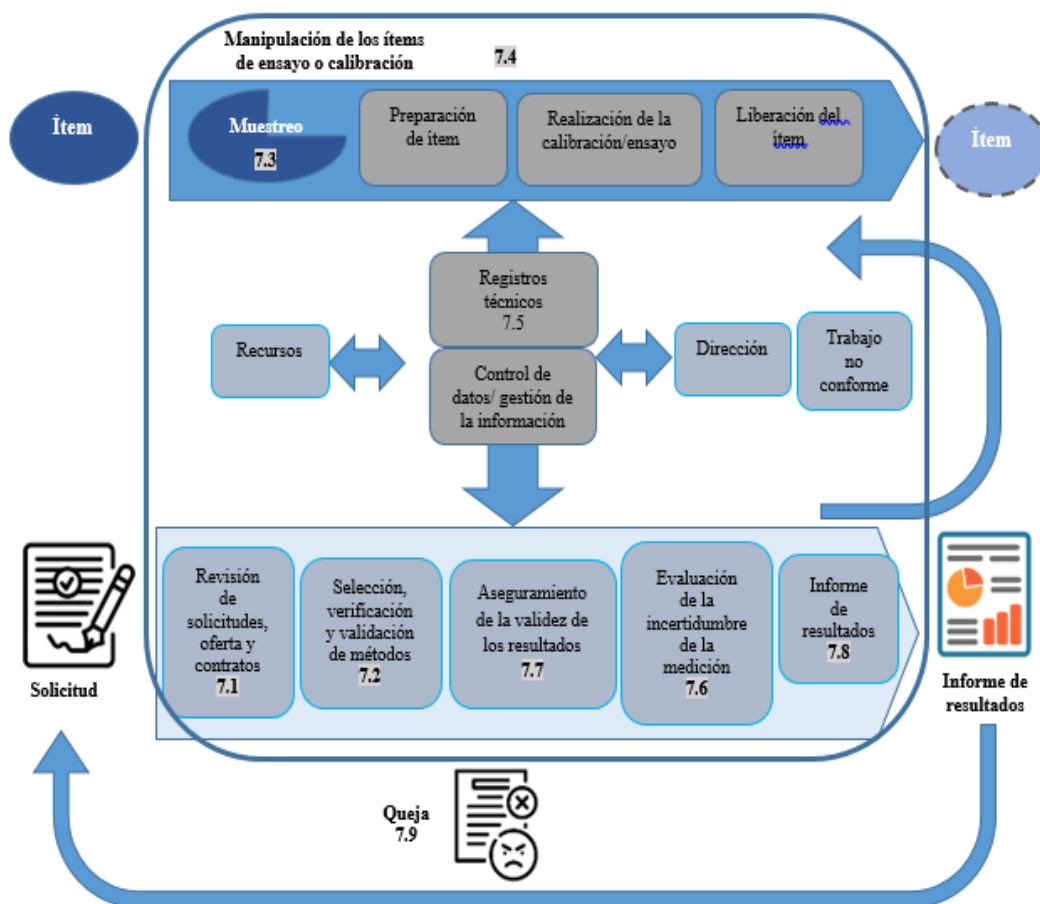 Manipulación de los ítems
de ensayo o calibración
7.4
Ítem
Muestreo
7.3
Preparación
de ítem
Realización de la
calibración/ensayo
Liberación del
ítem
Ítem
Registros
técnicos
7.5
Recursos
Control de
datos/ gestión de
la información
Dirección
Trabajo
no
conforme
Solicitud
Revisión
de
solicitudes,
oferta y
contratos
7.1
Selección,
verificación
y validación
de métodos
7.2
Aseguramiento
de la validez de
los resultados
7.7
Evaluación
de la
incertidumbre
de la
medición
7.6
Informe
de
resultados
7.8
Informe de
resultados
Queja
7.9